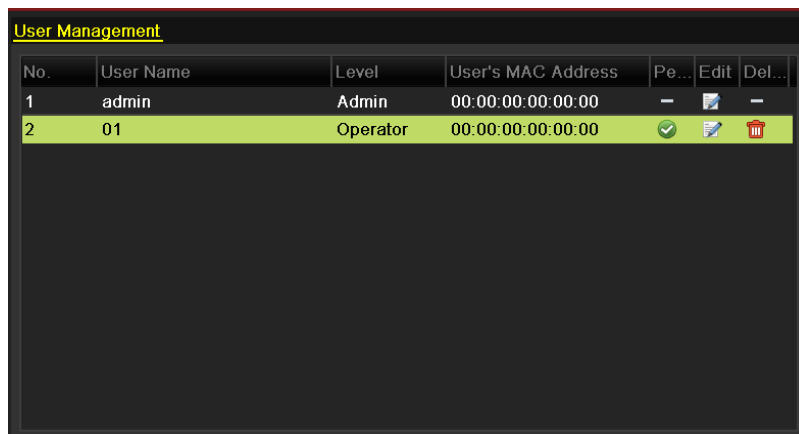 User Management
No. User Name Level User's MAC Address Pe... Edit Del...
1 admin Admin 00:00:00:00:00:00 – –
2 01 Operator 00:00:00:00:00:00